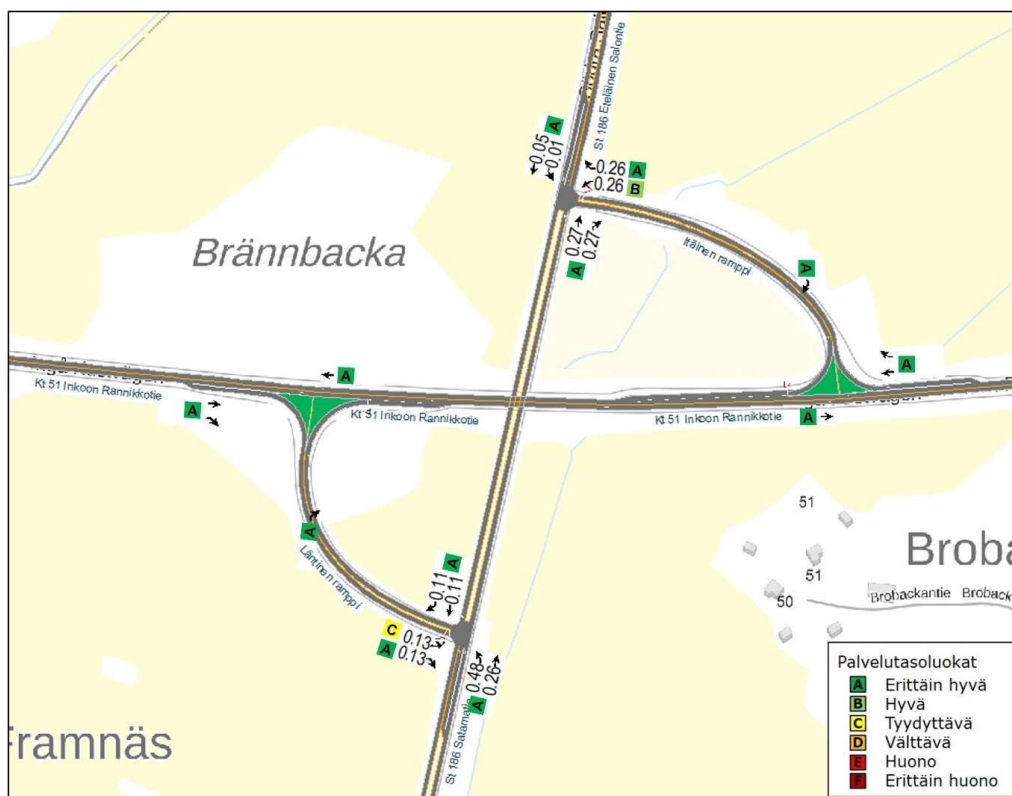 St 186 Eteläinen Salontie
A
0.05
0.01
0.26 A
0.26 B
0.27
0.27
A
Itäinen ramppi
A
Brännbacka
A
A
Kt 51 Inkoon Rannikkotie
A
Kt 51 Inkoon Rannikkotie
Kt 51 Inkoon Rannikkotie
A
A
Läntinen ramppi
A
0.11
0.11
C 0.13
A 0.13
0.48
0.26
A
St 186 Satamatie
51
51
50
Broba
Brobackantie Broback
Framnäs
Palvelutasoluokat
A Erittäin hyvä
B Hyvä
C Tyydyttävä
D Välttävä
E Huono
F Erittäin huono